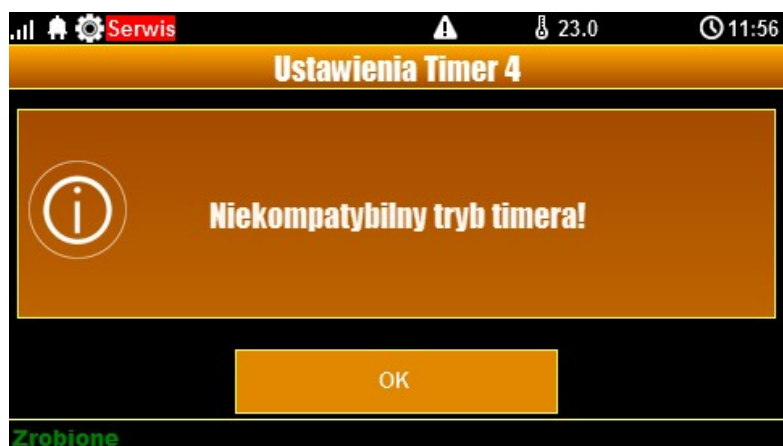 Serwis 23.0 11:56
Ustawienia Timer 4
Niekompatybilny tryb timera!
OK
Zrobione